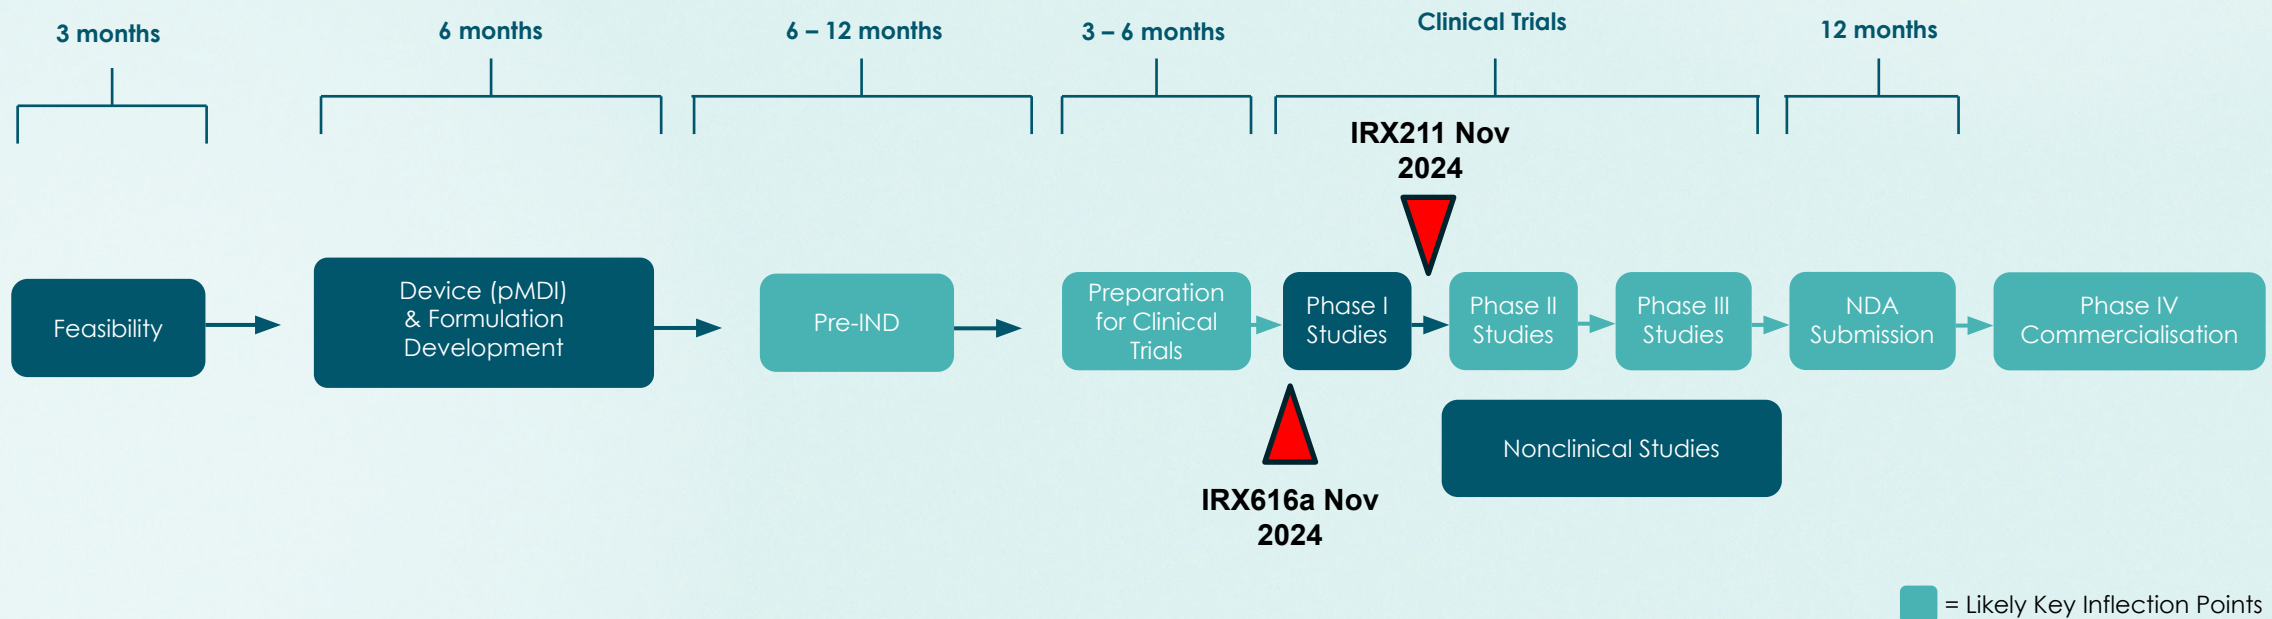 3 months
6 months
6 – 12 months
3 – 6 months
Clinical Trials
12 months
IRX211 Nov
2024
Feasibility
Device (pMDI)
& Formulation
Development
Pre-IND
Preparation
for Clinical
Trials
Phase I
Studies
Phase II
Studies
Phase III
Studies
NDA
Submission
Phase IV
Commercialisation
Nonclinical Studies
IRX616a Nov
2024
= Likely Key Inflection Points